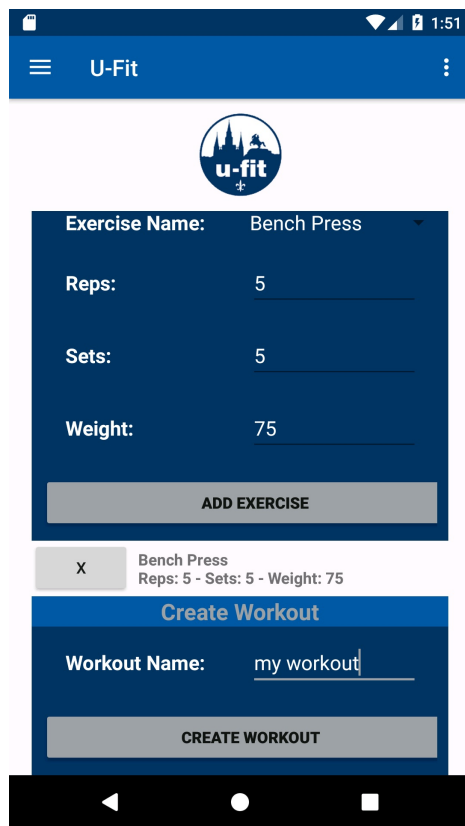 1:51
U-Fit
u-fit
Exercise Name: Bench Press
Reps: 5
Sets: 5
Weight: 75
ADD EXERCISE
X
Bench Press
Reps: 5 - Sets: 5 - Weight: 75
Create Workout
Workout Name: my workout
CREATE WORKOUT